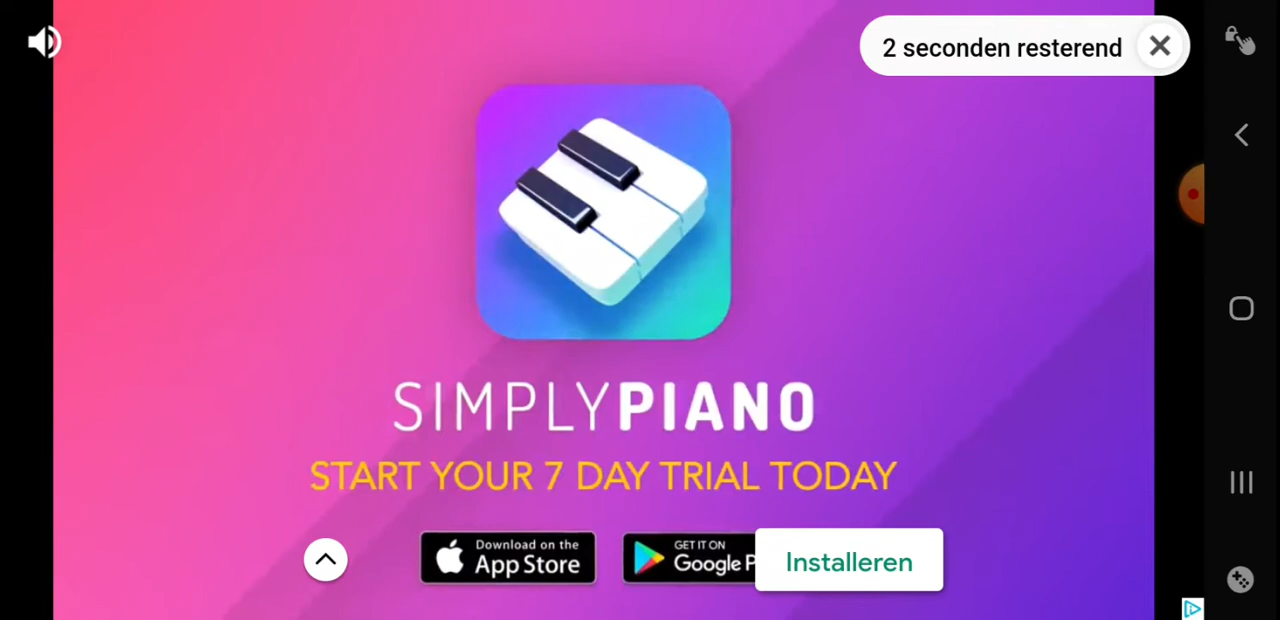 2 seconden resterend
SIMPLYPIANO
START YOUR 7 DAY TRIAL TODAY
Download on the
App Store
GET IT ON
Google P
Installeren